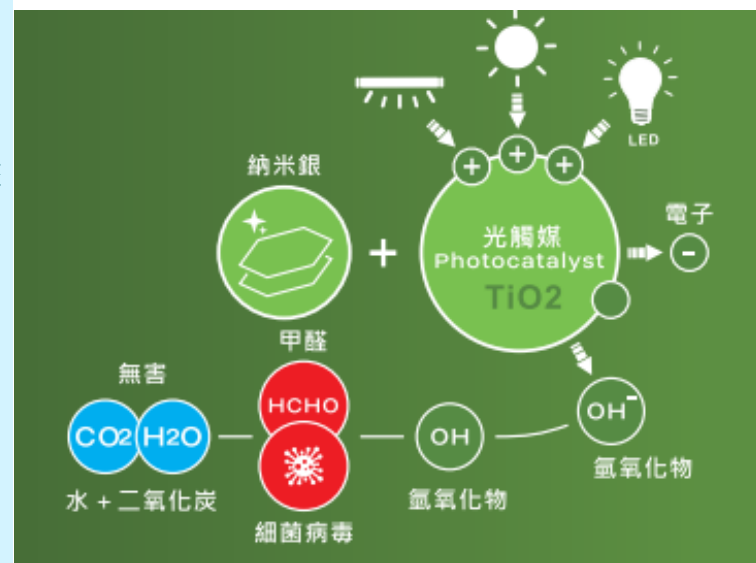 LED
納米銀
+
+
+
+
光觸媒
Photocatalyst
TiO2
電子
-
甲醛
無害
HCHO
CO2
H2O
OH
OH-
水 + 二氧化炭
細菌病毒
氫氧化物
氫氧化物